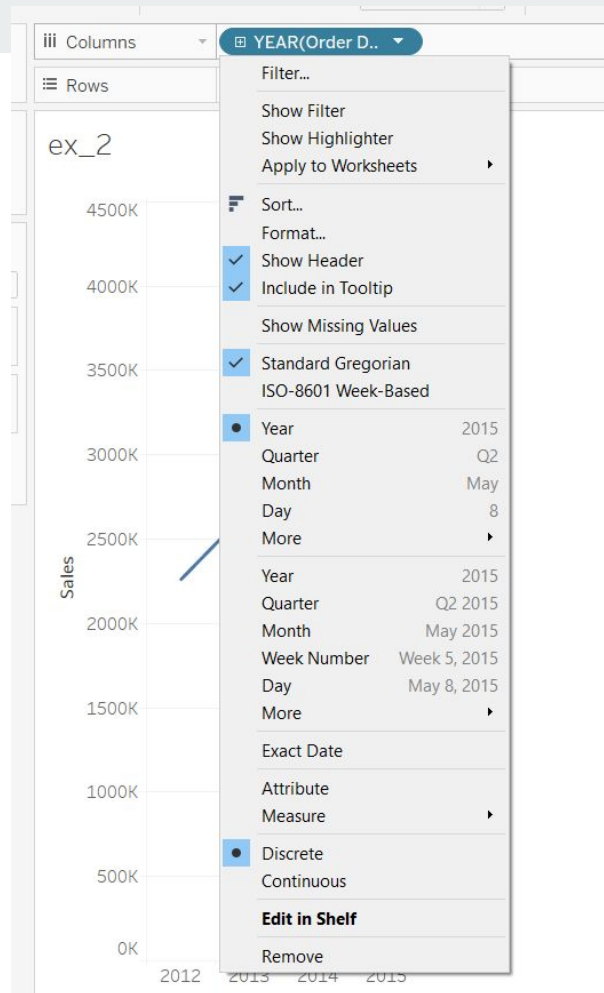 Columns
YEAR(Order D..
Rows
ex_2
Filter...
Show Filter
Show Highlighter
Apply to Worksheets
Sort...
Format...
Show Header
Include in Tooltip
Show Missing Values
Standard Gregorian
ISO-8601 Week-Based
Year 2015
Quarter Q2
Month May
Day 8
More
Year 2015
Quarter Q2 2015
Month May 2015
Week Number Week 5, 2015
Day May 8, 2015
More
Exact Date
Attribute
Measure
Discrete
Continuous
Edit in Shelf
Remove
Sales
4500K
4000K
3500K
3000K
2500K
2000K
1500K
1000K
500K
0K
2012 2013 2014 2015